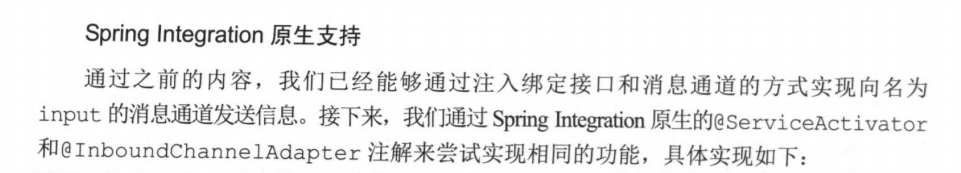 Spring Integration 原生支持
通过之前的内容，我们已经能够通过注入绑定接口和消息通道的方式实现向名为
input 的消息通道发送信息。接下来，我们通过 Spring Integration 原生的@ServiceActivator
和@InboundChannelAdapter 注解来尝试实现相同的功能，具体实现如下：